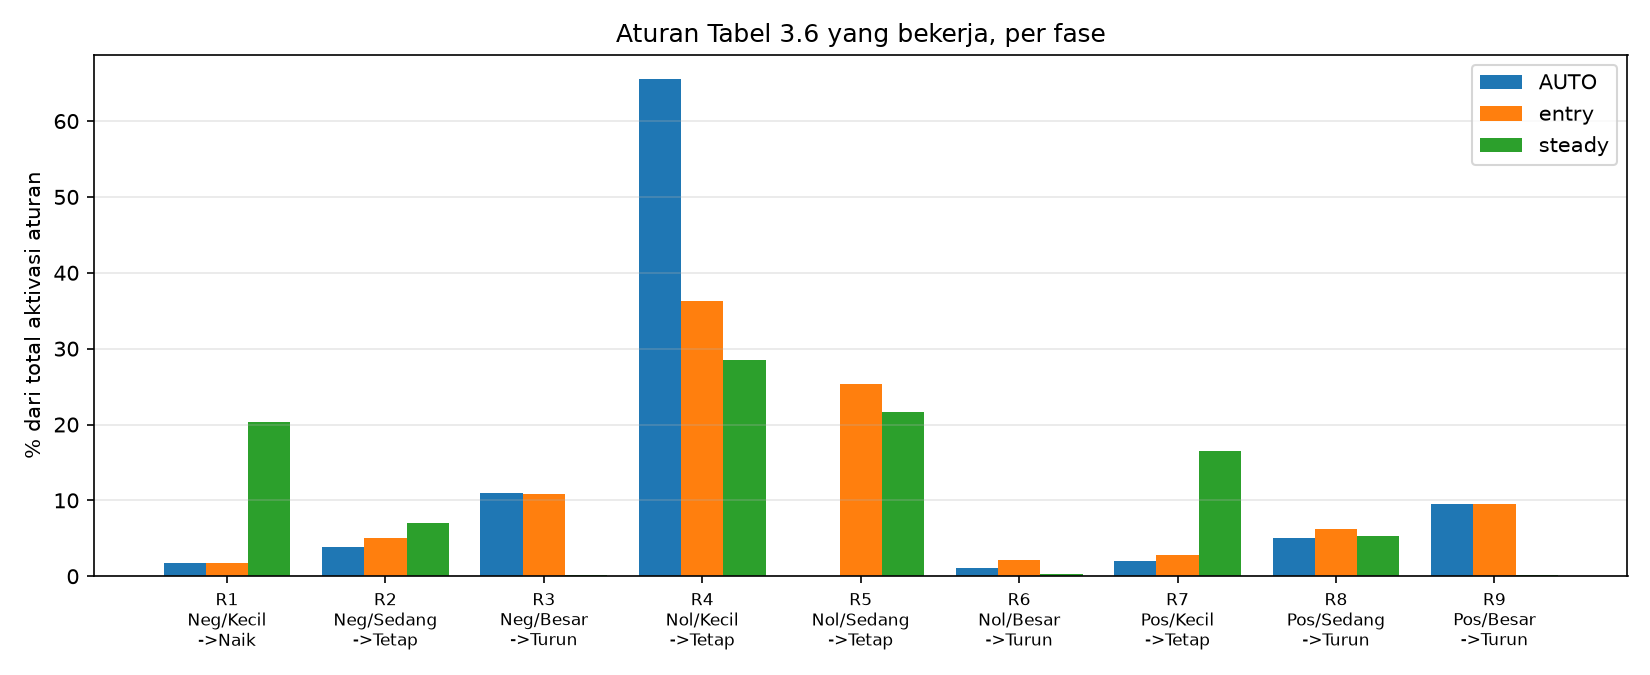 Aturan Tabel 3.6 yang bekerja, per fase
% dari total aktivasi aturan
60
50
40
30
20
10
0
AUTO
entry
steady
R1
Neg/Kecil
->Naik
R2
Neg/Sedang
->Tetap
R3
Neg/Besar
->Turun
R4
Nol/Kecil
->Tetap
R5
Nol/Sedang
->Tetap
R6
Nol/Besar
->Turun
R7
Pos/Kecil
->Tetap
R8
Pos/Sedang
->Turun
R9
Pos/Besar
->Turun